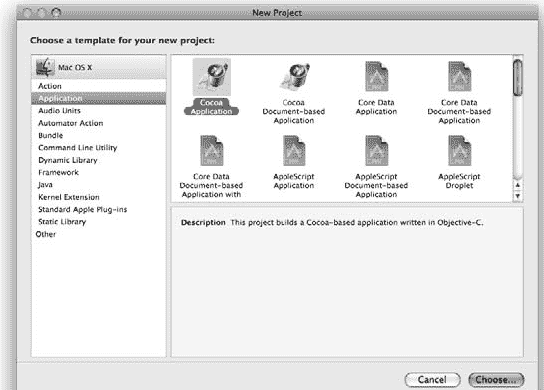 New Project
Choose a template for your new project:
Mac OS X
Action
Application
Audio Units
Automator Action
Bundle
Command Line Utility
Dynamic Library
Framework
Java
Kernel Extension
Standard Apple Plug-ins
Static Library
Other
Cocoa
Application
Cocoa
Document-based
Application
Core Data
Application
Core Data
Document-based
Application
Core Data
Document-based
Application with
AppleScript
Application
AppleScript
Document-based
Application
AppleScript
Droplet
Description This project builds a Cocoa-based application written in Objective-C.
Cancel
Choose...